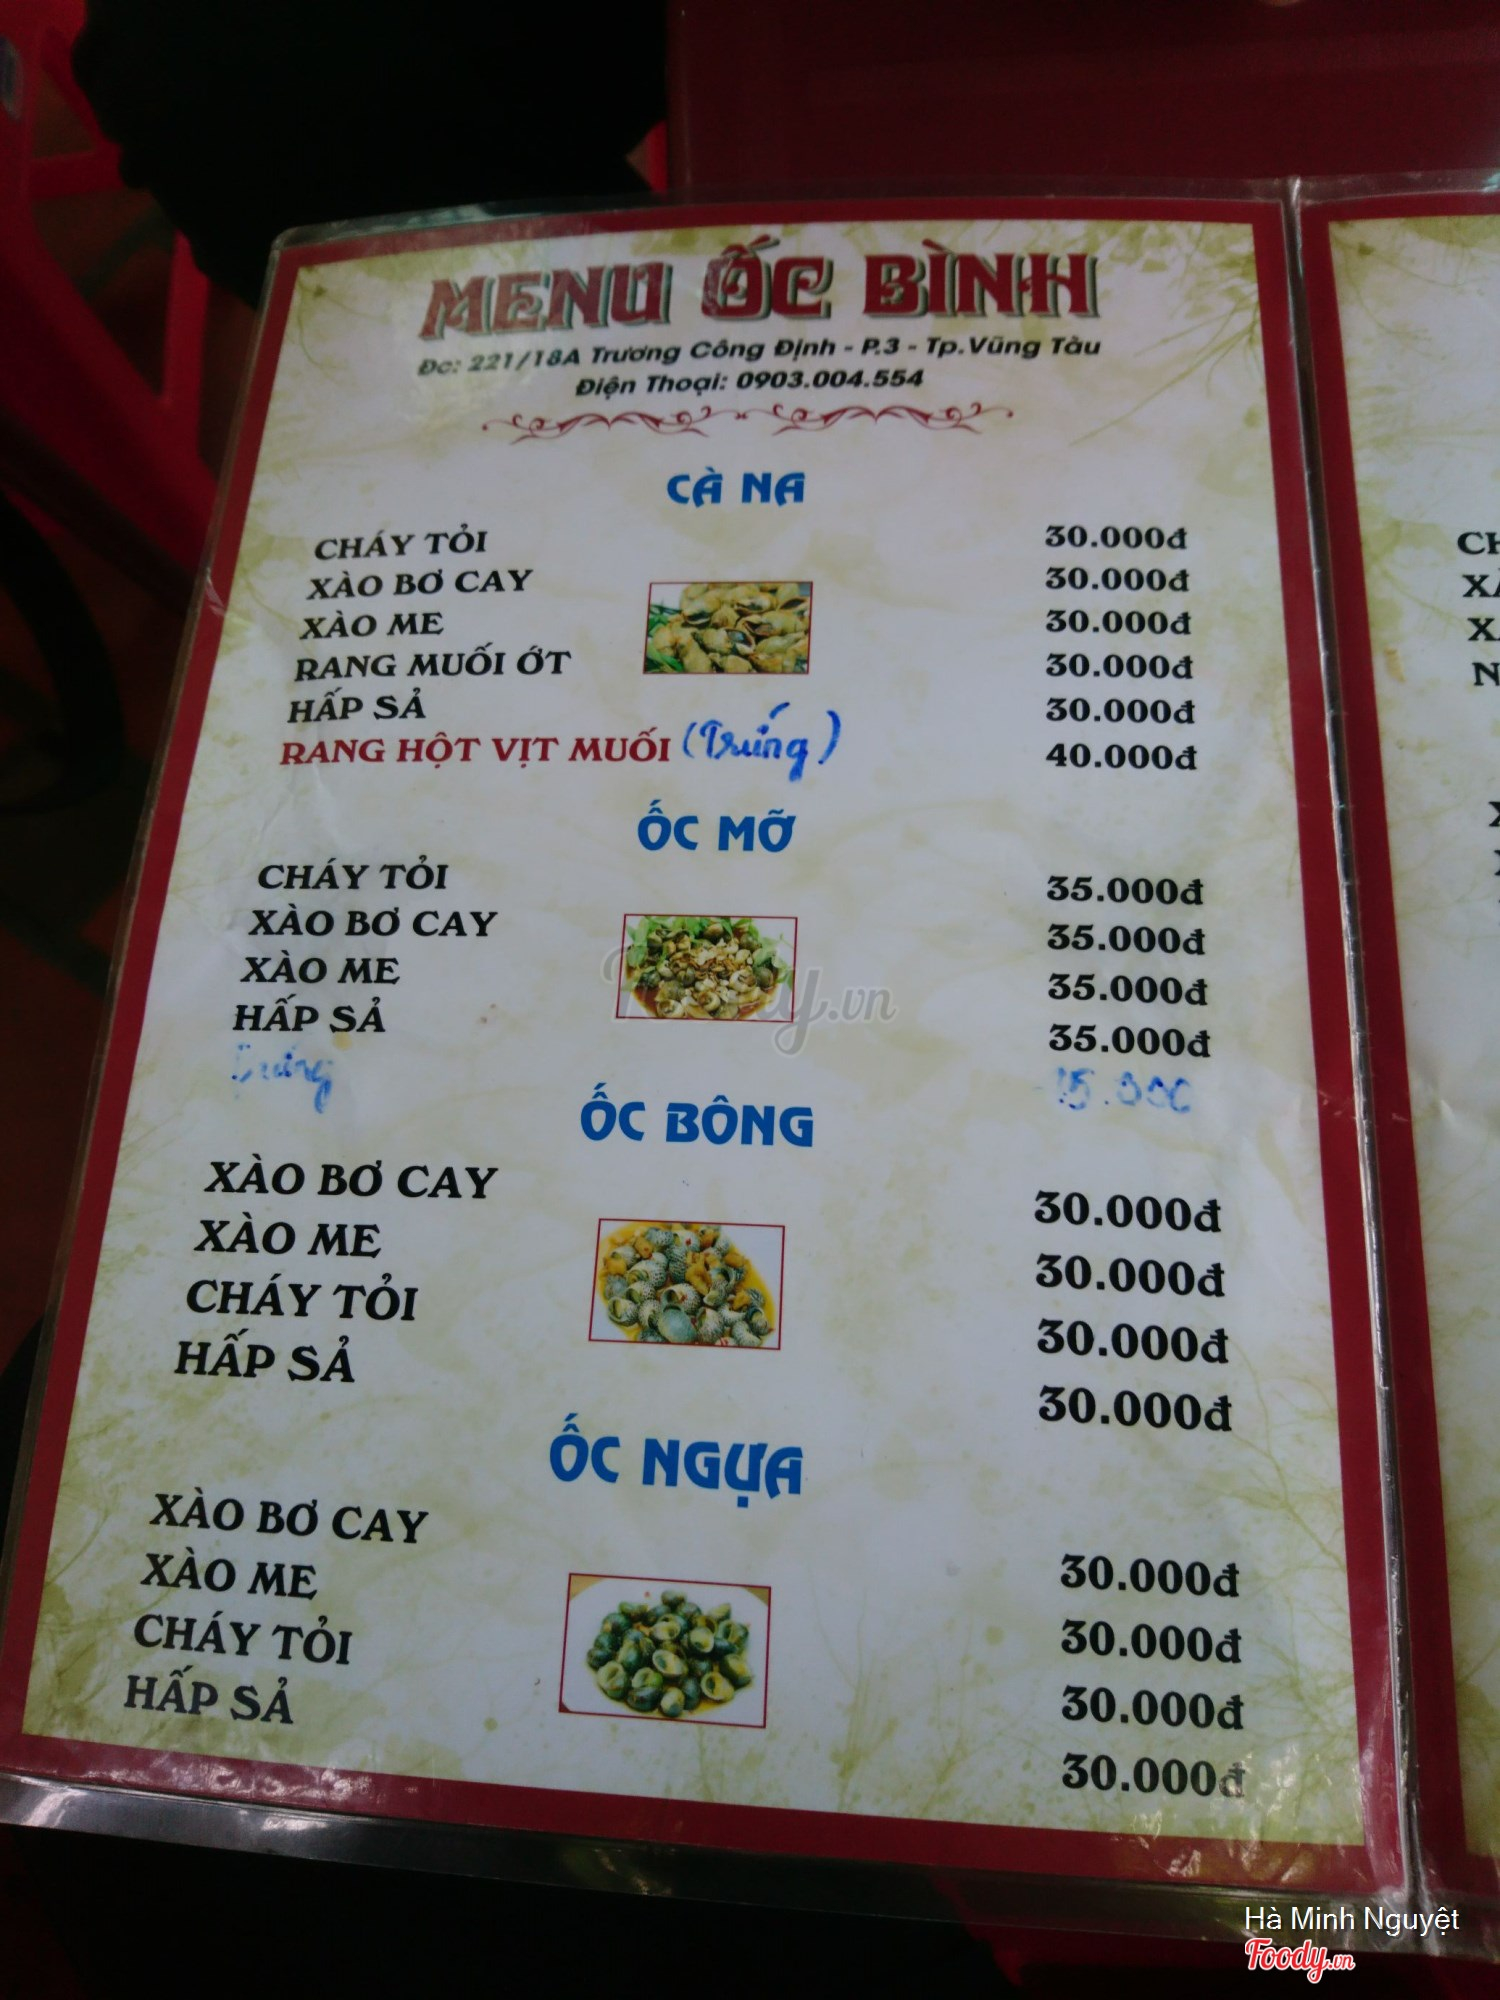 MENU ỐC BÌNH
Đc: 221/18A Trương Công Định - P.3 - Tp.Vũng Tàu
Điện Thoại: 0903.004.554
CÀ NA
CHÁY TỎI 30.000đ
XÀO BƠ CAY 30.000đ
XÀO ME 30.000đ
RANG MUỐI ỚT 30.000đ
HẤP SẢ 30.000đ
RANG HỘT VỊT MUỐI (Trứng) 40.000đ
ỐC MỠ
CHÁY TỎI 35.000đ
XÀO BƠ CAY 35.000đ
XÀO ME 35.000đ
HẤP SẢ 35.000đ
Foody.vn
ỐC BÔNG
XÀO BƠ CAY 30.000đ
XÀO ME 30.000đ
CHÁY TỎI 30.000đ
HẤP SẢ 30.000đ
ỐC NGỰA
XÀO BƠ CAY 30.000đ
XÀO ME 30.000đ
CHÁY TỎI 30.000đ
HẤP SẢ 30.000đ
Hà Minh Nguyệt
Foody.vn